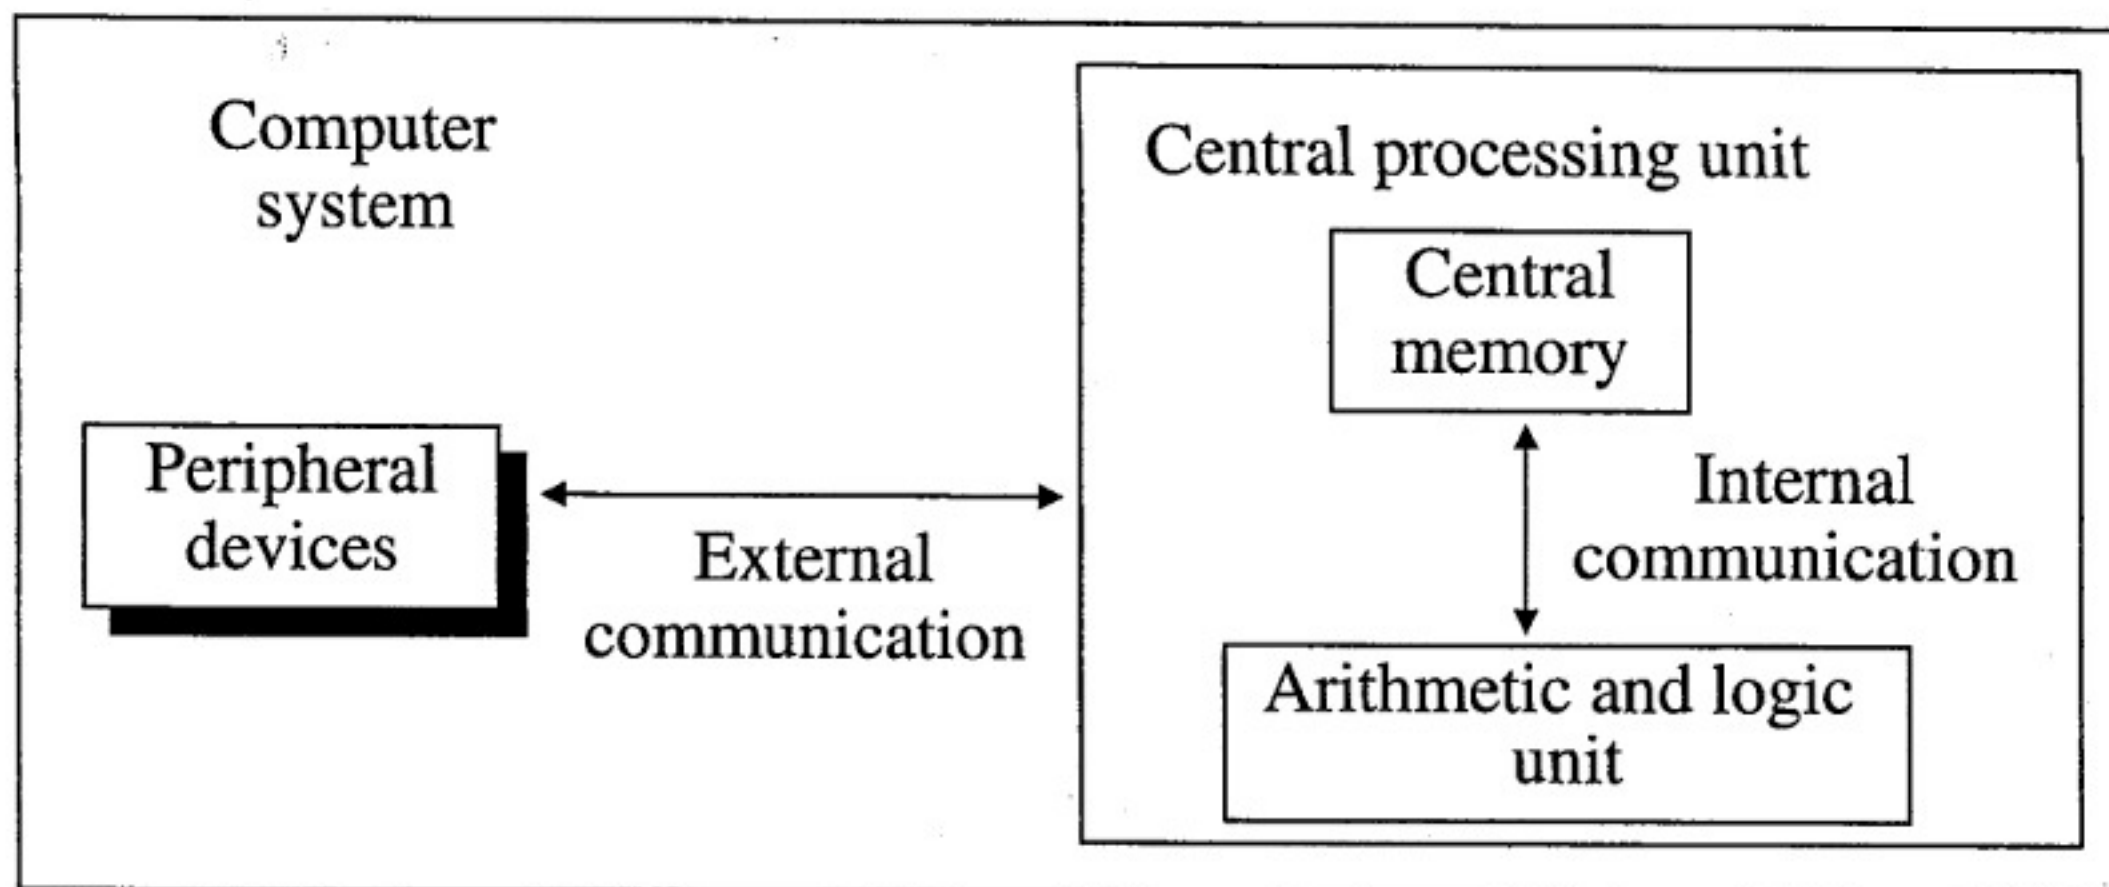 Computer
system
Central processing unit
Central
memory
Peripheral
devices
External
communication
Internal
communication
Arithmetic and logic
unit